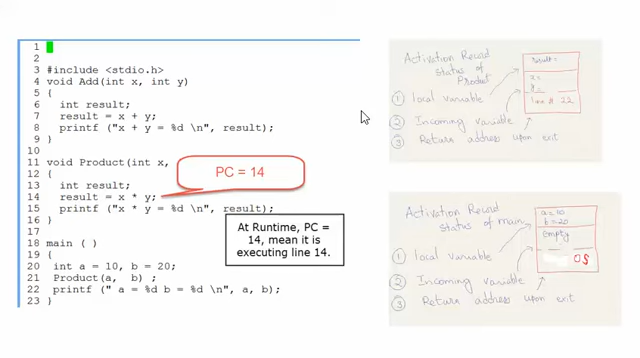 1
2
3 #include <stdio.h>
4 void Add(int x, int y)
5 {
6 int result;
7 result = x + y;
8 printf ("x + y = %d \n", result);
9 }
10
11 void Product(int x,
12 {
13 int result;
14 result = x * y;
15 printf ("x * y = %d \n", result);
16 }
17
18 main ( )
19 {
20 int a = 10, b = 20;
21 Product(a, b) ;
22 printf (" a = %d b = %d \n", a, b);
23 }
PC = 14
At Runtime, PC =
14, mean it is
executing line 14.
Activation Record
status of
Product
① local variable
② Incoming variable
③ Return address upon exit
result =
x =
y =
line # 22
Activation Record
status of main
① local variable
② Incoming variable
③ Return address upon exit
a = 10
b = 20
empty
OS